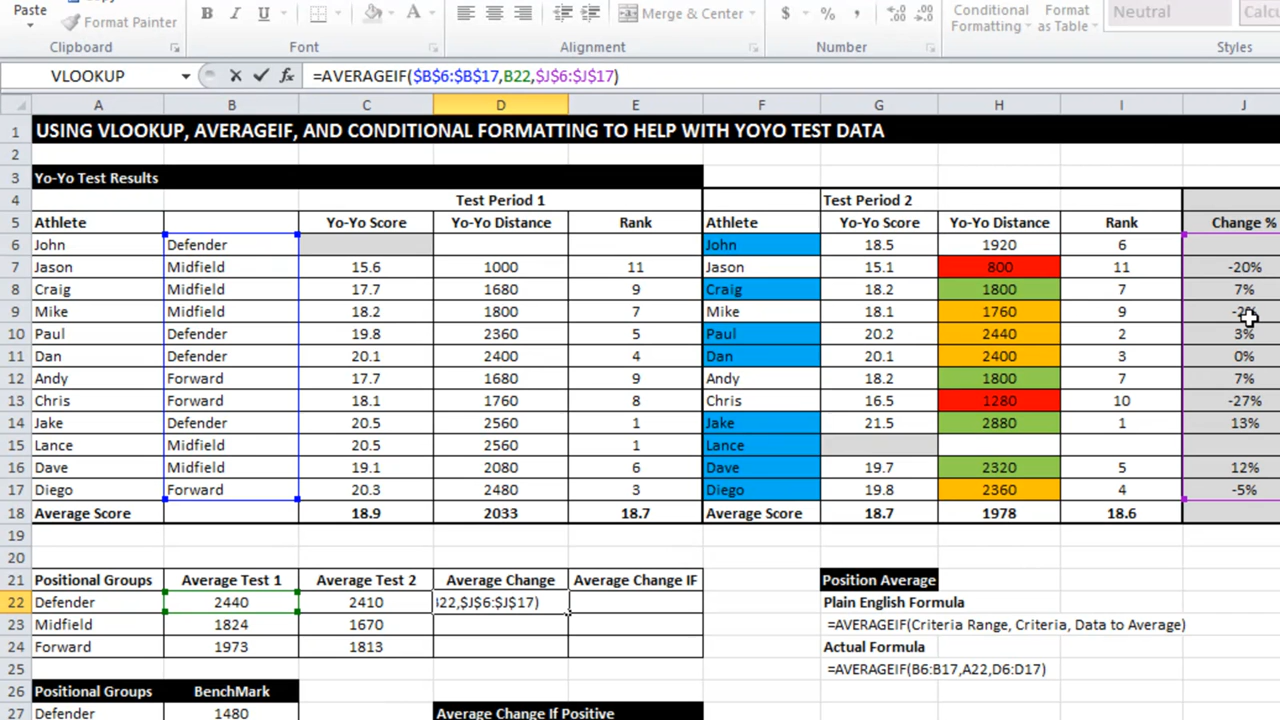 Paste
Format Painter
B I U
A
Merge & Center
$ % ,
Conditional Formatting
Format as Table
Neutral
Clipboard Font Alignment Number Styles
VLOOKUP fx =AVERAGEIF($B$6:$B$17,B22,$J$6:$J$17)
A B C D E F G H I J
1 USING VLOOKUP, AVERAGEIF, AND CONDITIONAL FORMATTING TO HELP WITH YOYO TEST DATA
2
3 Yo-Yo Test Results
4 Test Period 1 Test Period 2
5 Athlete Yo-Yo Score Yo-Yo Distance Rank Athlete Yo-Yo Score Yo-Yo Distance Rank Change %
6 John Defender John 18.5 1920 6
7 Jason Midfield 15.6 1000 11 Jason 15.1 800 11 -20%
8 Craig Midfield 17.7 1680 9 Craig 18.2 1800 7 7%
9 Mike Midfield 18.2 1800 7 Mike 18.1 1760 9
10 Paul Defender 19.8 2360 5 Paul 20.2 2440 2 3%
11 Dan Defender 20.1 2400 4 Dan 20.1 2400 3 0%
12 Andy Forward 17.7 1680 9 Andy 18.2 1800 7 7%
13 Chris Forward 18.1 1760 8 Chris 16.5 1280 10 -27%
14 Jake Defender 20.5 2560 1 Jake 21.5 2880 1 13%
15 Lance Midfield 20.5 2560 1 Lance
16 Dave Midfield 19.1 2080 6 Dave 19.7 2320 5 12%
17 Diego Forward 20.3 2480 3 Diego 19.8 2360 4 -5%
18 Average Score 18.9 2033 18.7 Average Score 18.7 1978 18.6
19
20
21 Positional Groups Average Test 1 Average Test 2 Average Change Average Change IF Position Average
22 Defender 2440 2410 22,$J$6:$J$17) Plain English Formula
23 Midfield 1824 1670 =AVERAGEIF(Criteria Range, Criteria, Data to Average)
24 Forward 1973 1813 Actual Formula
25 =AVERAGEIF(B6:B17,A22,D6:D17)
26 Positional Groups BenchMark
27 Defender 1480 Average Change If Positive